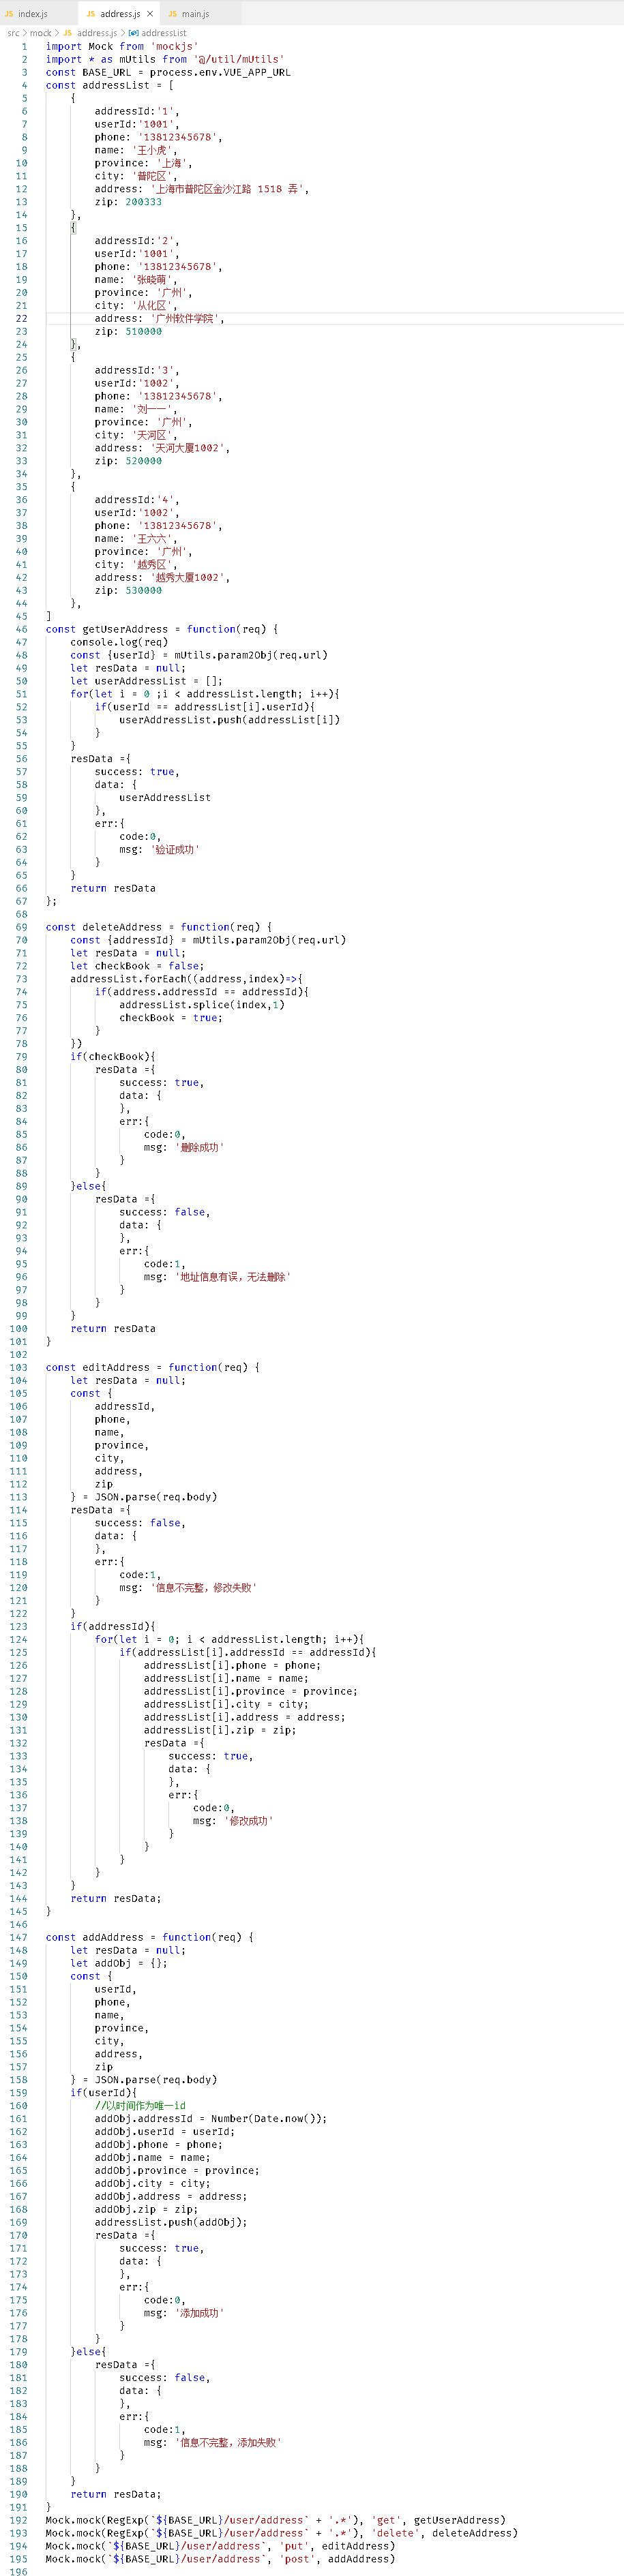 index.js address.js × main.js
src > mock > address.js > addressList
1 import Mock from 'mockjs'
2 import * as mUtils from '@/util/mUtils'
3 const BASE_URL = process.env.VUE_APP_URL
4 const addressList = [
5 {
6 addressId:'1',
7 userId:'1001',
8 phone: '13812345678',
9 name: '王小虎',
10 province: '上海',
11 city: '普陀区',
12 address: '上海市普陀区金沙江路 1518 弄',
13 zip: 200333
14 },
15 {
16 addressId:'2',
17 userId:'1001',
18 phone: '13812345678',
19 name: '张晓萌',
20 province: '广州',
21 city: '从化区',
22 address: '广州软件学院',
23 zip: 510000
24 },
25 {
26 addressId:'3',
27 userId:'1002',
28 phone: '13812345678',
29 name: '刘一一',
30 province: '广州',
31 city: '天河区',
32 address: '天河大厦1002',
33 zip: 520000
34 },
35 {
36 addressId:'4',
37 userId:'1002',
38 phone: '13812345678',
39 name: '王六六',
40 province: '广州',
41 city: '越秀区',
42 address: '越秀大厦1002',
43 zip: 530000
44 },
45 ]
46 const getUserAddress = function(req) {
47 console.log(req)
48 const {userId} = mUtils.param2Obj(req.url)
49 let resData = null;
50 let userAddressList = [];
51 for(let i = 0 ;i < addressList.length; i++){
52 if(userId == addressList[i].userId){
53 userAddressList.push(addressList[i])
54 }
55 }
56 resData ={
57 success: true,
58 data: {
59 userAddressList
60 },
61 err:{
62 code:0,
63 msg: '验证成功'
64 }
65 }
66 return resData
67 };
68
69 const deleteAddress = function(req) {
70 const {addressId} = mUtils.param2Obj(req.url)
71 let resData = null;
72 let checkBook = false;
73 addressList.forEach((address,index)=>{
74 if(address.addressId == addressId){
75 addressList.splice(index,1)
76 checkBook = true;
77 }
78 })
79 if(checkBook){
80 resData ={
81 success: true,
82 data: {
83 },
84 err:{
85 code:0,
86 msg: '删除成功'
87 }
88 }
89 }else{
90 resData ={
91 success: false,
92 data: {
93 },
94 err:{
95 code:1,
96 msg: '地址信息有误，无法删除'
97 }
98 }
99 }
100 return resData
101 }
102
103 const editAddress = function(req) {
104 let resData = null;
105 const {
106 addressId,
107 phone,
108 name,
109 province,
110 city,
111 address,
112 zip
113 } = JSON.parse(req.body)
114 resData ={
115 success: false,
116 data: {
117 },
118 err:{
119 code:1,
120 msg: '信息不完整，修改失败'
121 }
122 }
123 if(addressId){
124 for(let i = 0; i < addressList.length; i++){
125 if(addressList[i].addressId == addressId){
126 addressList[i].phone = phone;
127 addressList[i].name = name;
128 addressList[i].province = province;
129 addressList[i].city = city;
130 addressList[i].address = address;
131 addressList[i].zip = zip;
132 resData ={
133 success: true,
134 data: {
135 },
136 err:{
137 code:0,
138 msg: '修改成功'
139 }
140 }
141 }
142 }
143 }
144 return resData;
145 }
146
147 const addAddress = function(req) {
148 let resData = null;
149 let addObj = {};
150 const {
151 userId,
152 phone,
153 name,
154 province,
155 city,
156 address,
157 zip
158 } = JSON.parse(req.body)
159 if(userId){
160 //以时间作为唯一id
161 addObj.addressId = Number(Date.now());
162 addObj.userId = userId;
163 addObj.phone = phone;
164 addObj.name = name;
165 addObj.province = province;
166 addObj.city = city;
167 addObj.address = address;
168 addObj.zip = zip;
169 addressList.push(addObj);
170 resData ={
171 success: true,
172 data: {
173 },
174 err:{
175 code:0,
176 msg: '添加成功'
177 }
178 }
179 }else{
180 resData ={
181 success: false,
182 data: {
183 },
184 err:{
185 code:1,
186 msg: '信息不完整，添加失败'
187 }
188 }
189 }
190 return resData;
191 }
192 Mock.mock(RegExp(`${BASE_URL}/user/address` + '.*'), 'get', getUserAddress)
193 Mock.mock(RegExp(`${BASE_URL}/user/address` + '.*'), 'delete', deleteAddress)
194 Mock.mock(`${BASE_URL}/user/address`, 'put', editAddress)
195 Mock.mock(`${BASE_URL}/user/address`, 'post', addAddress)
196